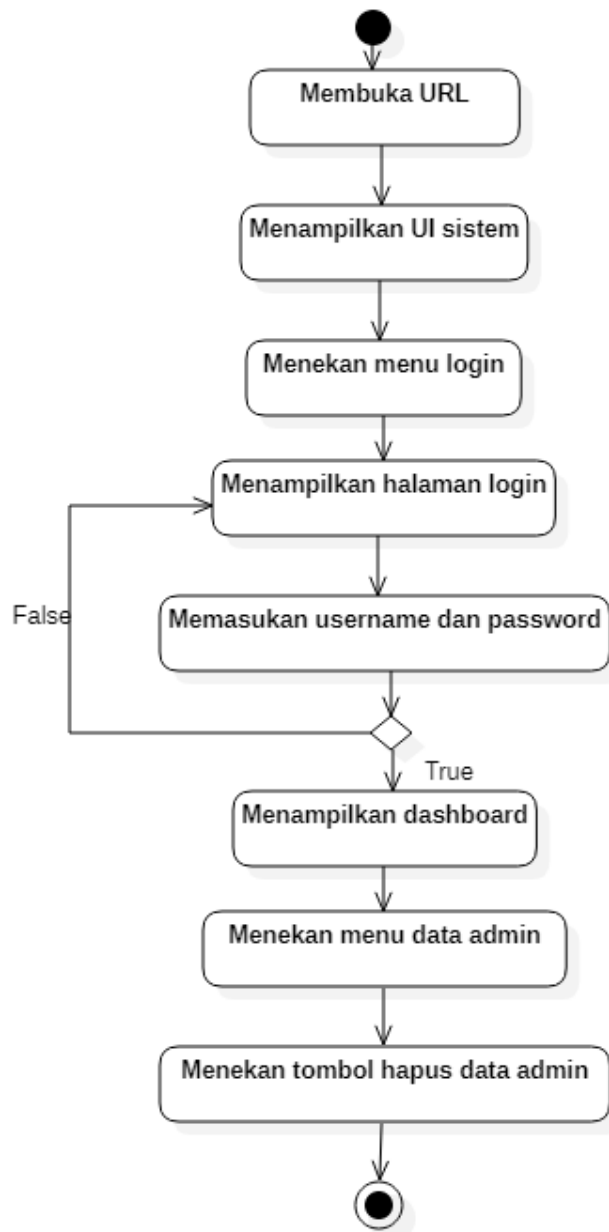 Membuka URL
Menampilkan UI sistem
Menekan menu login
Menampilkan halaman login
False
Memasukan username dan password
True
Menampilkan dashboard
Menekan menu data admin
Menekan tombol hapus data admin